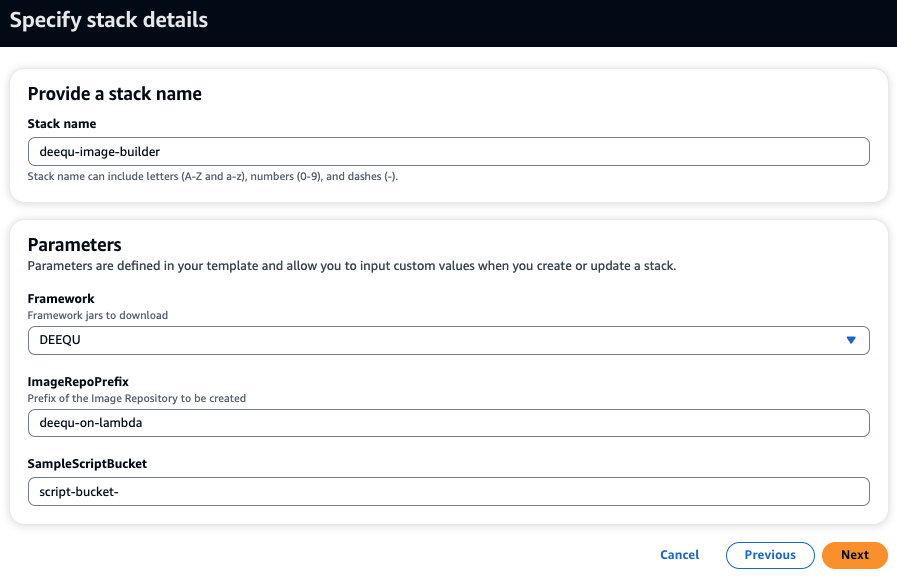 Specify stack details
Provide a stack name
Stack name
deequ-image-builder
Stack name can include letters (A-Z and a-z), numbers (0-9), and dashes (-).
Parameters
Parameters are defined in your template and allow you to input custom values when you create or update a stack.
Framework
Framework jars to download
DEEQU
ImageRepoPrefix
Prefix of the Image Repository to be created
deequ-on-lambda
SampleScriptBucket
script-bucket-
Cancel Previous Next